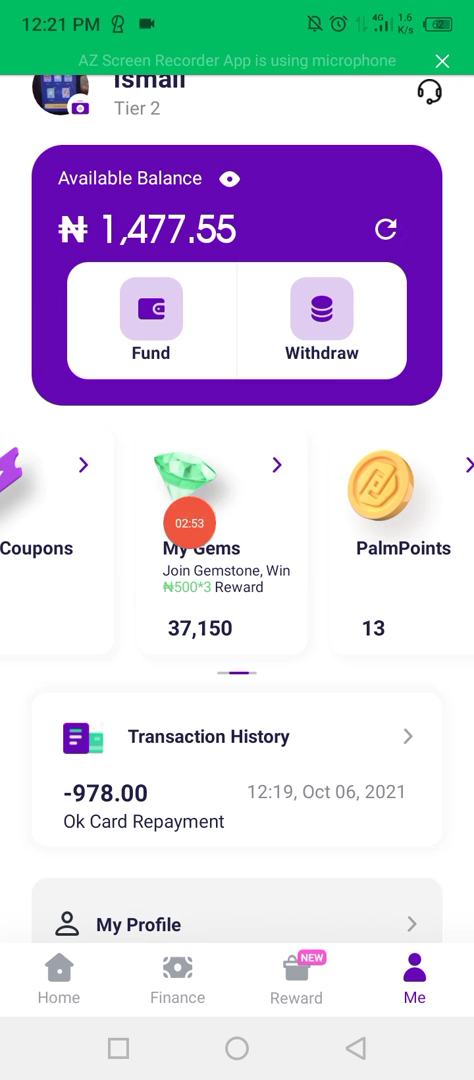 12:21 PM
4G
1.6
K/s
62
AZ Screen Recorder App is using microphone
Ismail
Tier 2
Available Balance
₦ 1,477.55
Fund
Withdraw
Coupons
My Gems
Join Gemstone, Win
₦500*3 Reward
37,150
PalmPoints
13
02:53
Transaction History
-978.00
12:19, Oct 06, 2021
Ok Card Repayment
My Profile
NEW
Home
Finance
Reward
Me